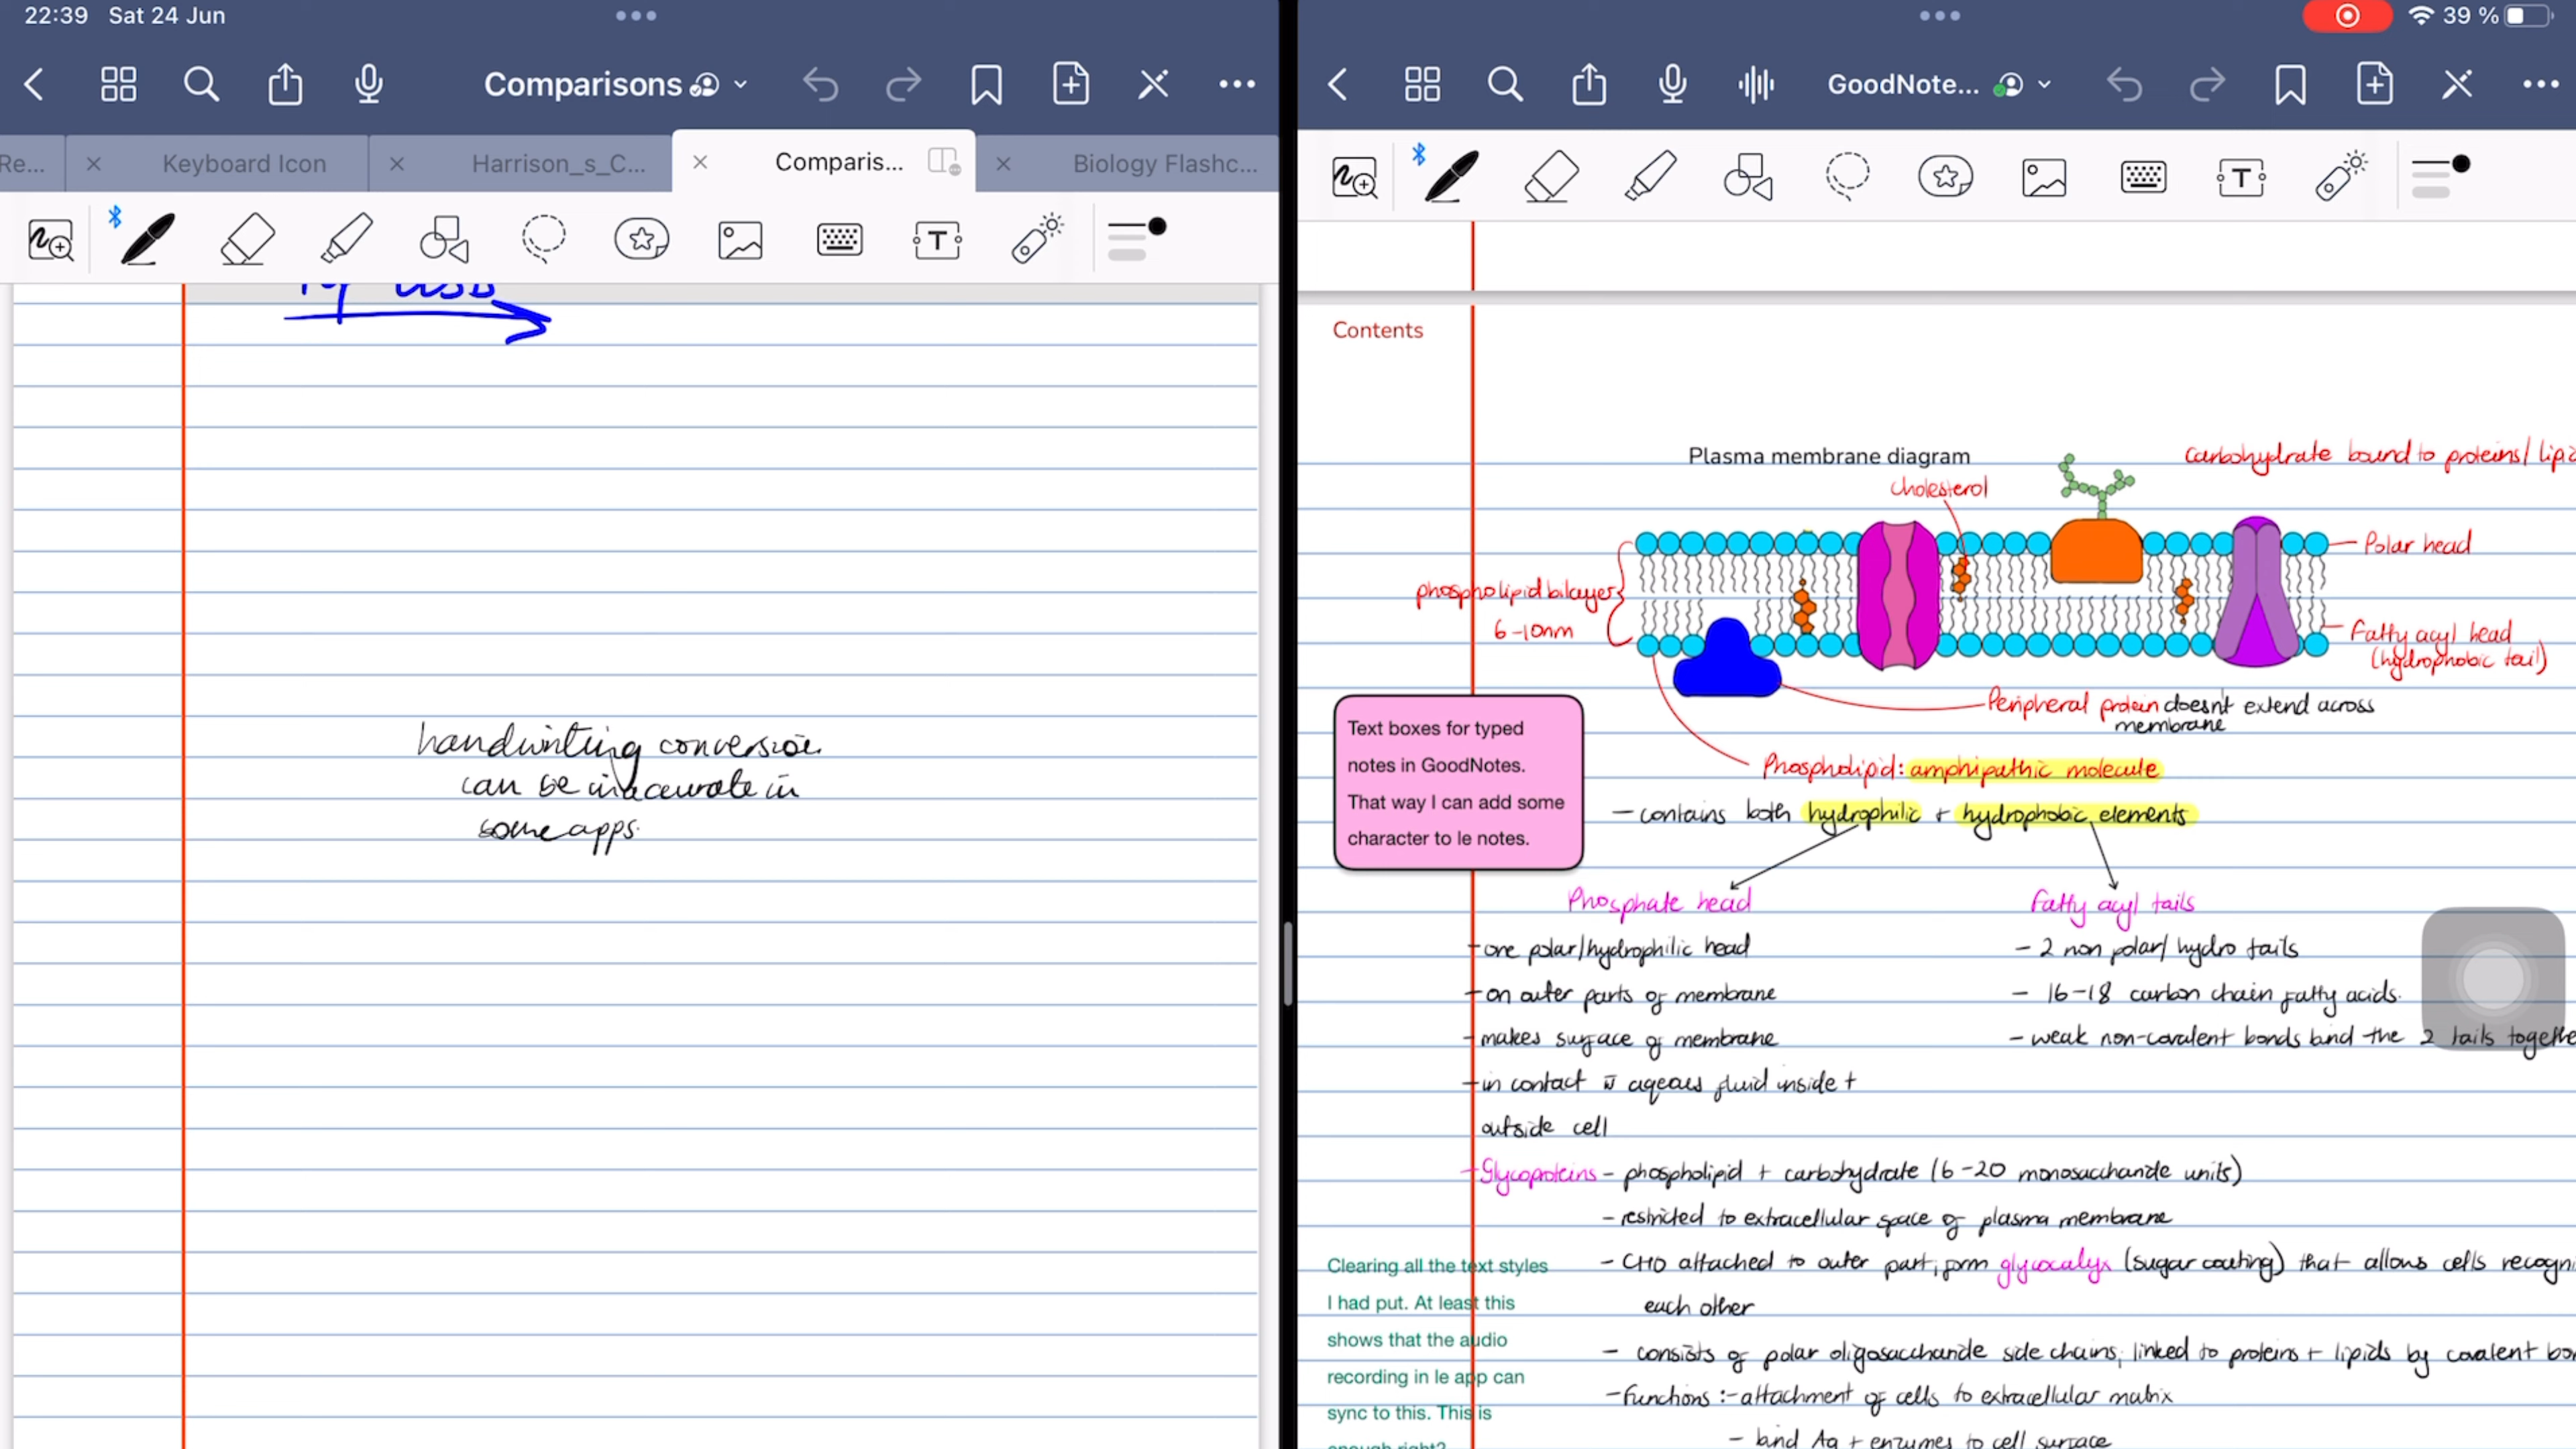 22:39 Sat 24 Jun
39 %
Comparisons
Re... Keyboard Icon Harrison_s_C... Comparis... Biology Flashc...
T
handwriting conversion
can be inaccurate in
some apps.
GoodNote...
T
Contents
Plasma membrane diagram
carbohydrate bound to proteins/
cholesterol
Polar head
phospholipid bilayer
6-10nm
Fatty acyl head
(hydrophobic tail)
Peripheral protein doesn't extend across
membrane
Text boxes for typed
notes in GoodNotes.
That way I can add some
character to le notes.
Phospholipid: amphipathic molecule
- contains both hydrophilic + hydrophobic elements
Phosphate head
- one polar/hydrophilic head
- on outer parts of membrane
- makes surface of membrane
- in contact w̄ aqeous fluid inside +
outside cell
Fatty acyl tails
- 2 non polar/ hydro tails
- 16-18 carbon chain fatty acids.
- weak non-covalent bonds bind the 2 tails togethe
- Glycoproteins - phospholipid + carbohydrate (6-20 monosaccharide units)
- restricted to extracellular space of plasma membrane
- CHO attached to outer part, form glycocalyx (sugar coating) that allows cells recogni
each other
- consists of polar oligosaccharide side chains, linked to proteins + lipids by covalent bon
- Functions :- attachment of cells to extracellular matrix
- bind Ag + enzymes to cell surface
Clearing all the text styles
I had put. At least this
shows that the audio
recording in le app can
sync to this. This is
enough right?